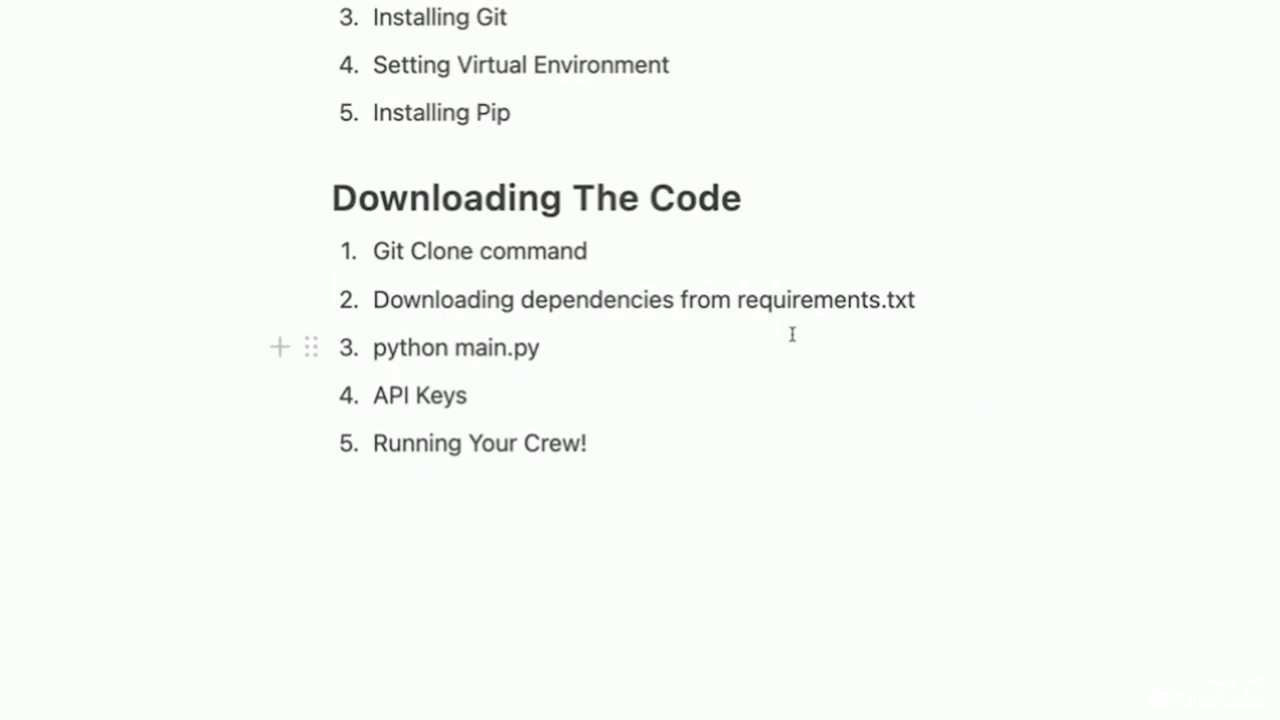 3. Installing Git
4. Setting Virtual Environment
5. Installing Pip
Downloading The Code
1. Git Clone command
2. Downloading dependencies from requirements.txt
3. python main.py
4. API Keys
5. Running Your Crew!